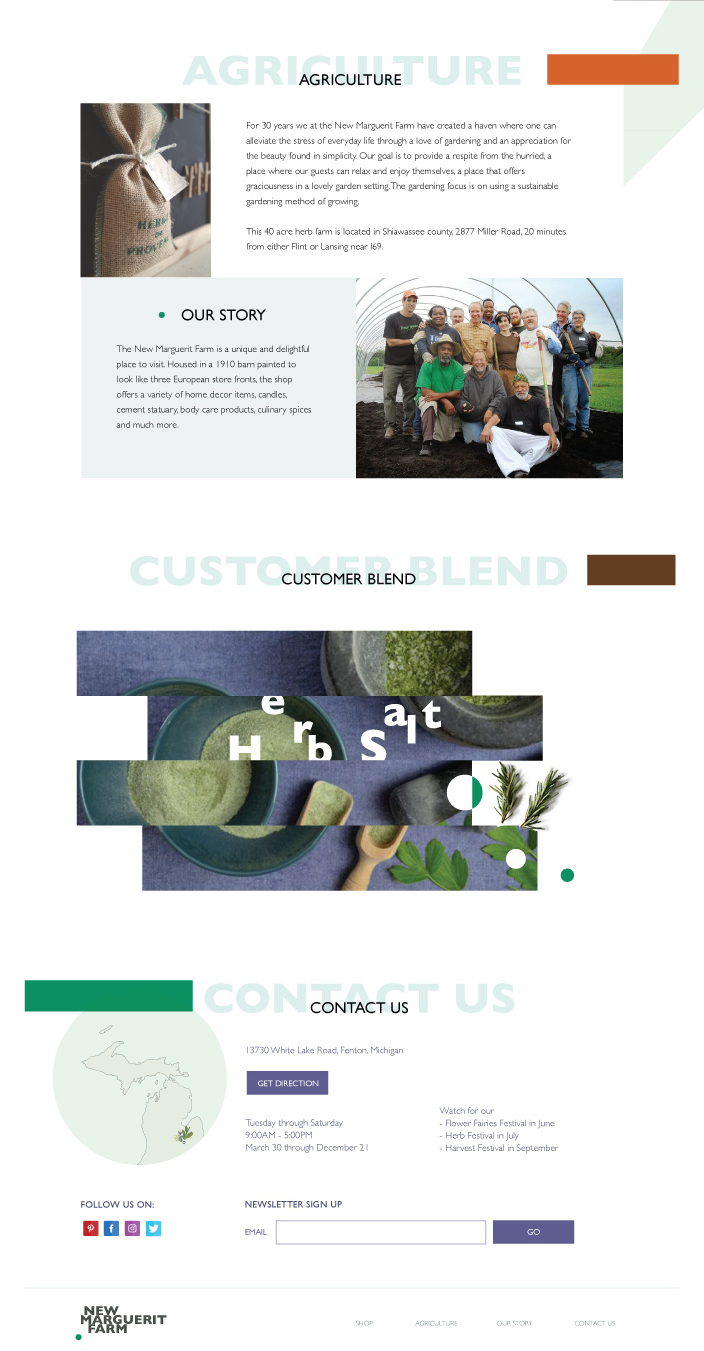 AGRICULTURE
AGRICULTURE
For 30 years we at the New Marguerit Farm have created a haven where one can
alleviate the stress of everyday life through a love of gardening and an appreciation for
the beauty found in simplicity. Our goal is to provide a respite from the hurried, a
place where our guests can relax and enjoy themselves, a place that offers
graciousness in a lovely garden setting. The gardening focus is on using a sustainable
gardening method of growing.
This 40 acre herb farm is located in Shiawassee county, 2877 Miller Road, 20 minutes
from either Flint or Lansing near I69.
HERBS
DE
PROVENCE
OUR STORY
The New Marguerit Farm is a unique and delightful
place to visit. Housed in a 1910 barn painted to
look like three European store fronts, the shop
offers a variety of home decor items, candles,
cement statuary, body care products, culinary spices
and much more.
CUSTOMER BLEND
CUSTOMER BLEND
Herb Salt
CONTACT US
CONTACT US
13730 White Lake Road, Fenton, Michigan
GET DIRECTION
Tuesday through Saturday
9:00AM - 5:00PM
March 30 through December 21
Watch for our
- Flower Fairies Festival in June
- Herb Festival in July
- Harvest Festival in September
FOLLOW US ON:
NEWSLETTER SIGN UP
EMAIL
GO
NEW
MARGUERIT
FARM
SHOP AGRICULTURE OUR STORY CONTACT US